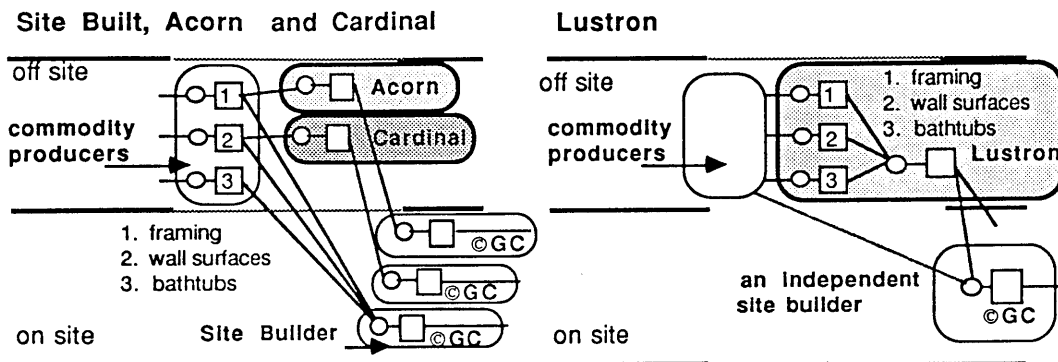 Site Built, Acorn and Cardinal
off site
1
Acorn
commodity
producers
2
Cardinal
3
1. framing
2. wall surfaces
3. bathtubs
©GC
©GC
on site
Site Builder
©GC
Lustron
off site
1
1. framing
2. wall surfaces
3. bathtubs
commodity
producers
2
Lustron
3
an independent
site builder
©GC
on site